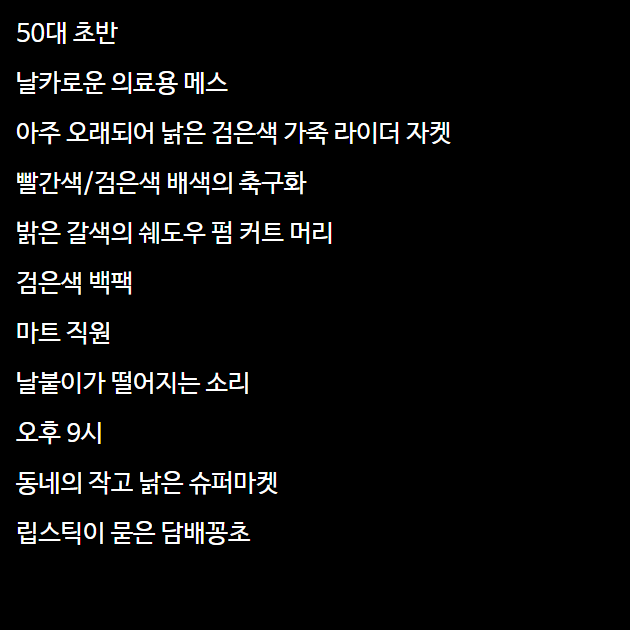 50대 초반
날카로운 의료용 메스
아주 오래되어 낡은 검은색 가죽 라이더 자켓
빨간색/검은색 배색의 축구화
밝은 갈색의 쉐도우 펌 커트 머리
검은색 백팩
마트 직원
날붙이가 떨어지는 소리
오후 9시
동네의 작고 낡은 슈퍼마켓
립스틱이 묻은 담배꽁초